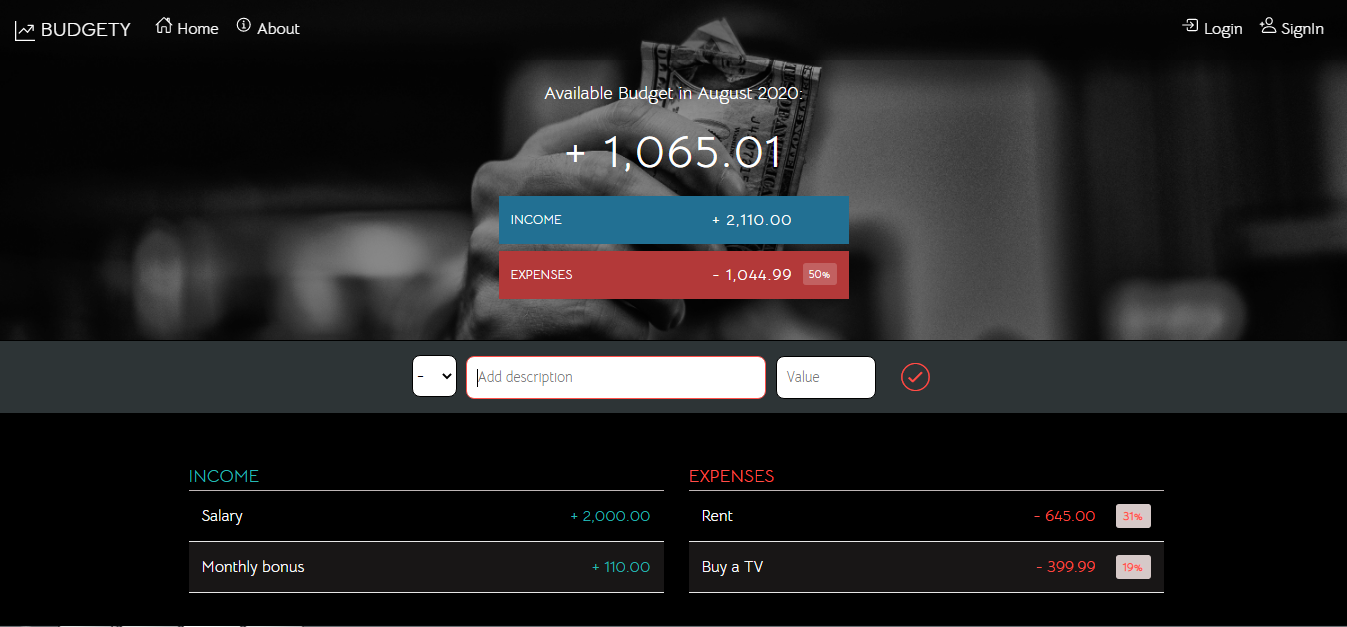 BUDGETY Home About Login SignIn
Available Budget in August 2020:
+ 1,065.01
INCOME + 2,110.00
EXPENSES - 1,044.99 50%
- Add description Value
INCOME
Salary + 2,000.00
Monthly bonus + 110.00
EXPENSES
Rent - 645.00 31%
Buy a TV - 399.99 19%